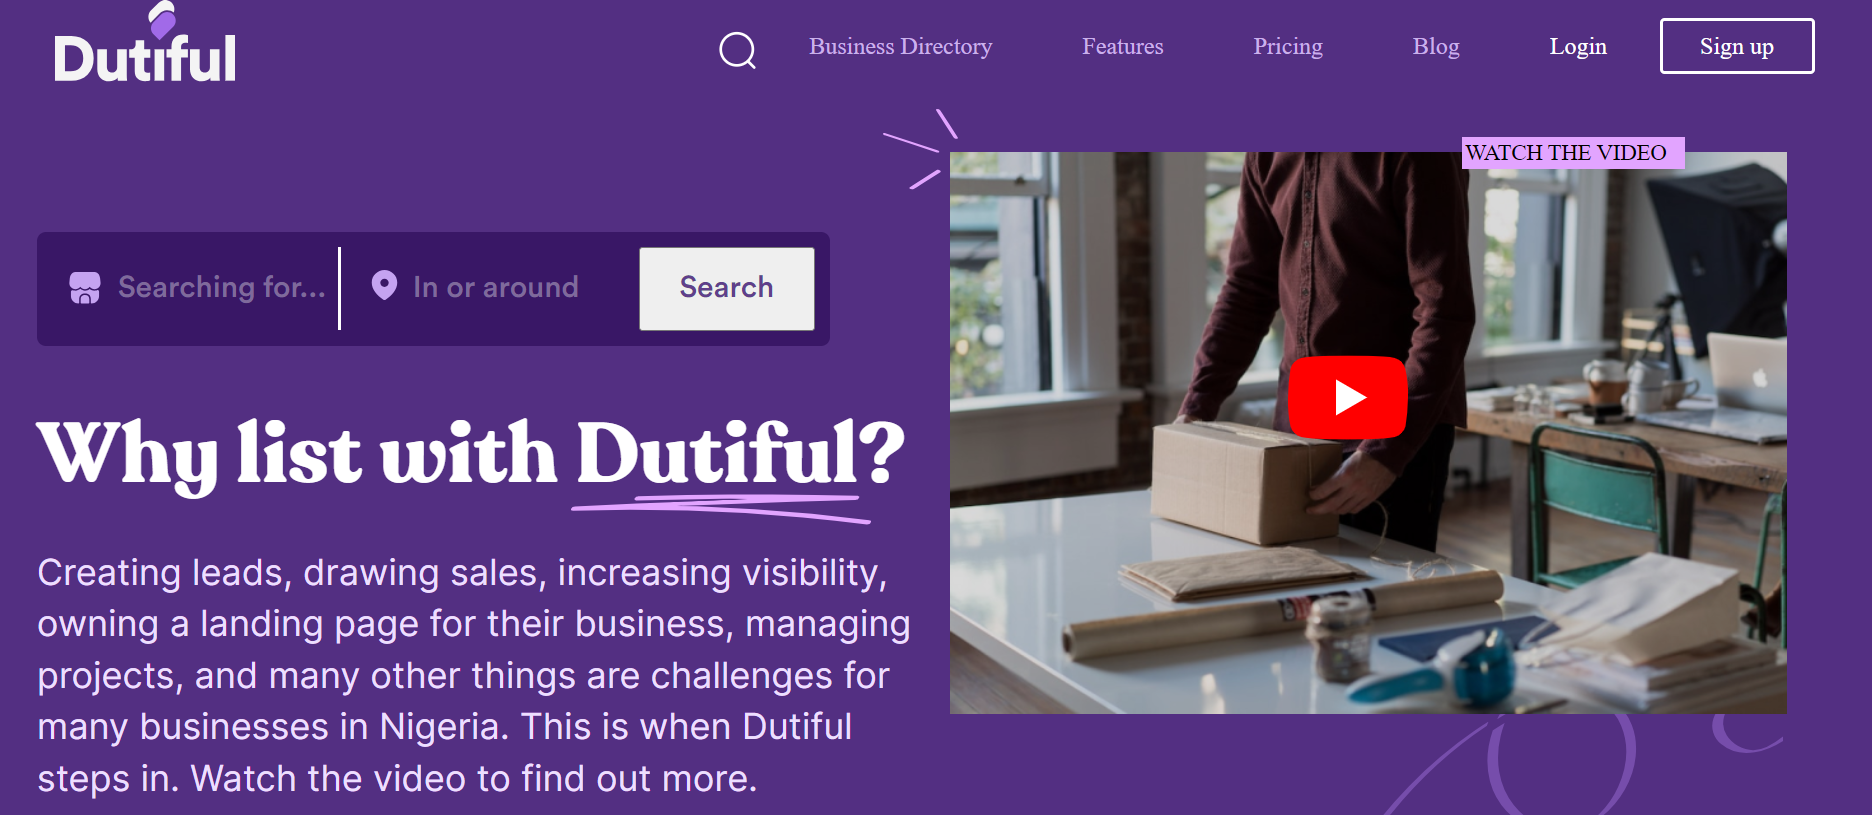 Dutiful
Business Directory
Features
Pricing
Blog
Login
Sign up
WATCH THE VIDEO
Searching for...
In or around
Search
Why list with Dutiful?
Creating leads, drawing sales, increasing visibility,
owning a landing page for their business, managing
projects, and many other things are challenges for
many businesses in Nigeria. This is when Dutiful
steps in. Watch the video to find out more.